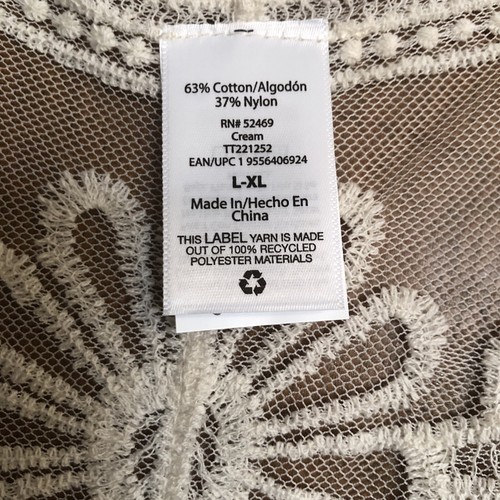 63% Cotton/Algodón
37% Nylon
RN# 52469
Cream
TT221252
EAN/UPC 1 9556406924
L-XL
Made In/Hecho En
China
THIS LABEL YARN IS MADE
OUT OF 100% RECYCLED
POLYESTER MATERIALS